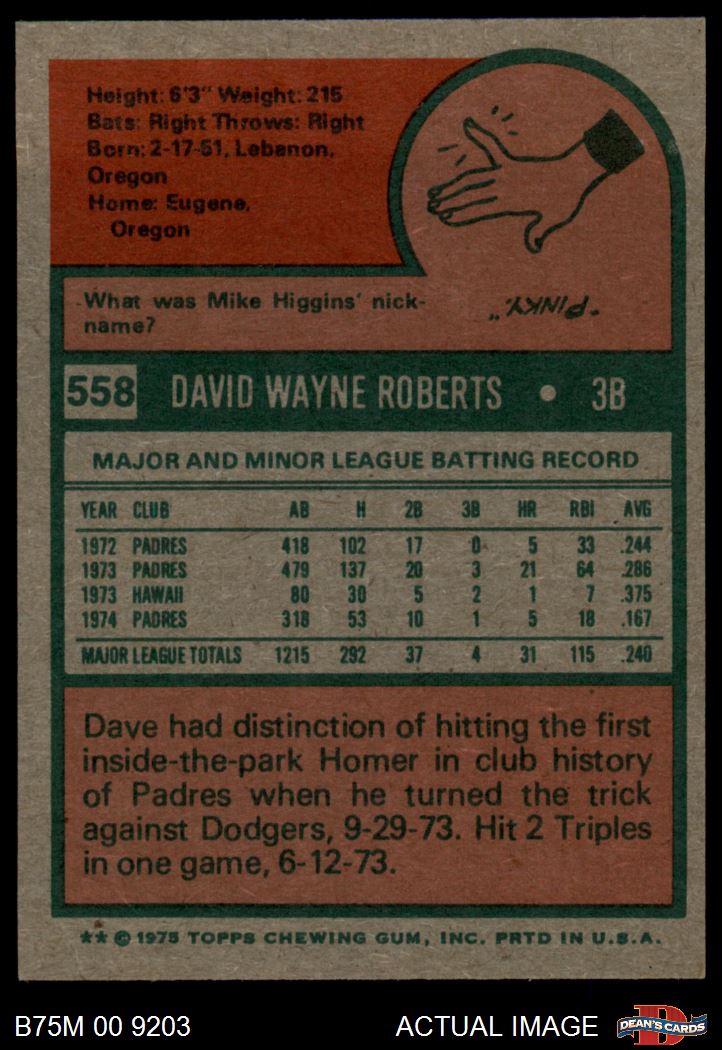 Height: 6'3" Weight: 215
Bats: Right Throws: Right
Born: 2-17-51, Lebanon,
Oregon
Home: Eugene,
Oregon
What was Mike Higgins' nick-
name?
"PINKY."
558 DAVID WAYNE ROBERTS • 3B
MAJOR AND MINOR LEAGUE BATTING RECORD
YEAR CLUB AB H 2B 3B HR RBI AVG
1972 PADRES 418 102 17 0 5 33 .244
1973 PADRES 479 137 20 3 21 64 .286
1973 HAWAII 80 30 5 2 1 7 .375
1974 PADRES 318 53 10 1 5 18 .167
MAJOR LEAGUE TOTALS 1215 292 37 4 31 115 .240
Dave had distinction of hitting the first
inside-the-park Homer in club history
of Padres when he turned the trick
against Dodgers, 9-29-73. Hit 2 Triples
in one game, 6-12-73.
** © 1975 TOPPS CHEWING GUM, INC. PRTD IN U.S.A.
B75M 00 9203 ACTUAL IMAGE D DEAN'S CARDS